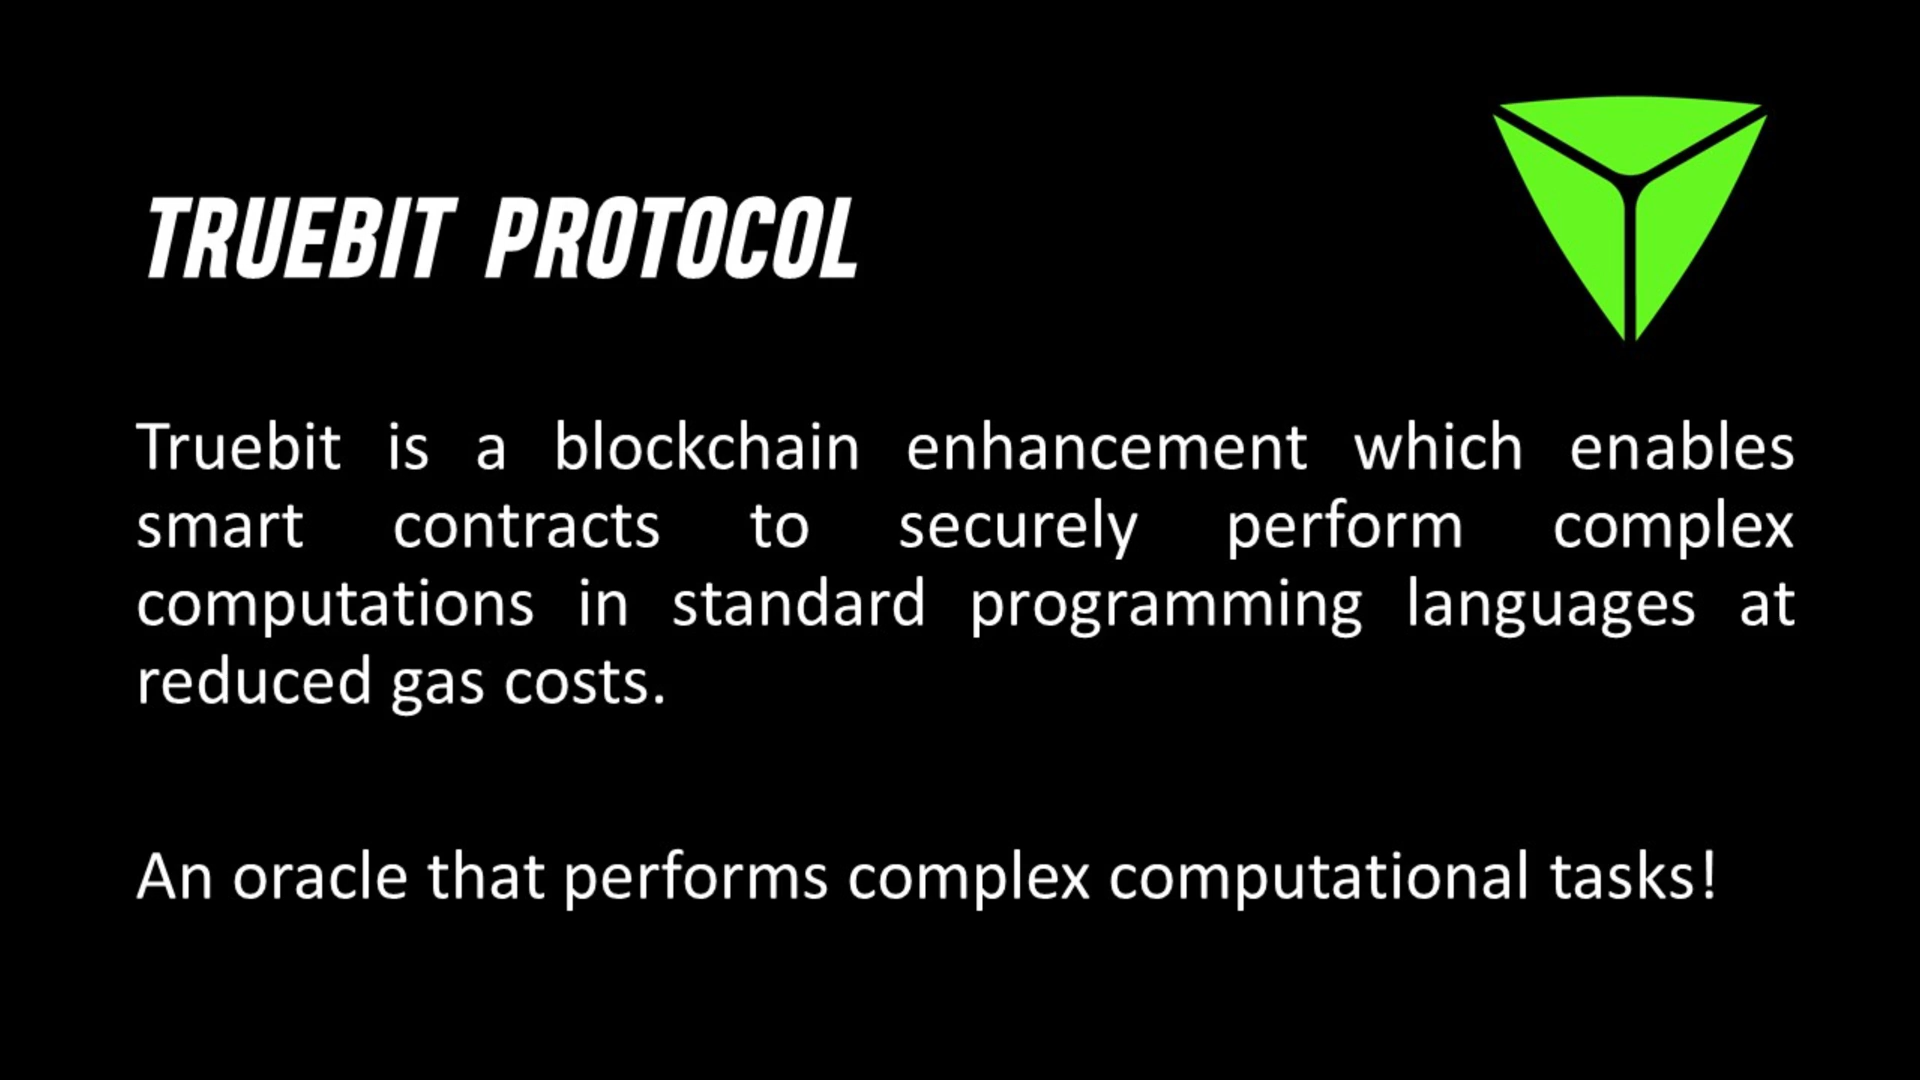 TRUEBIT PROTOCOL
Truebit is a blockchain enhancement which enables
smart contracts to securely perform complex
computations in standard programming languages at
reduced gas costs.
An oracle that performs complex computational tasks!